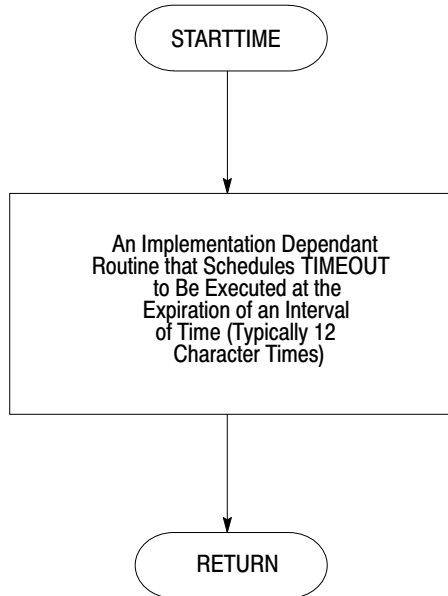 STARTTIME
An Implementation Dependant
Routine that Schedules TIMEOUT
to Be Executed at the
Expiration of an Interval
of Time (Typically 12
Character Times)
RETURN